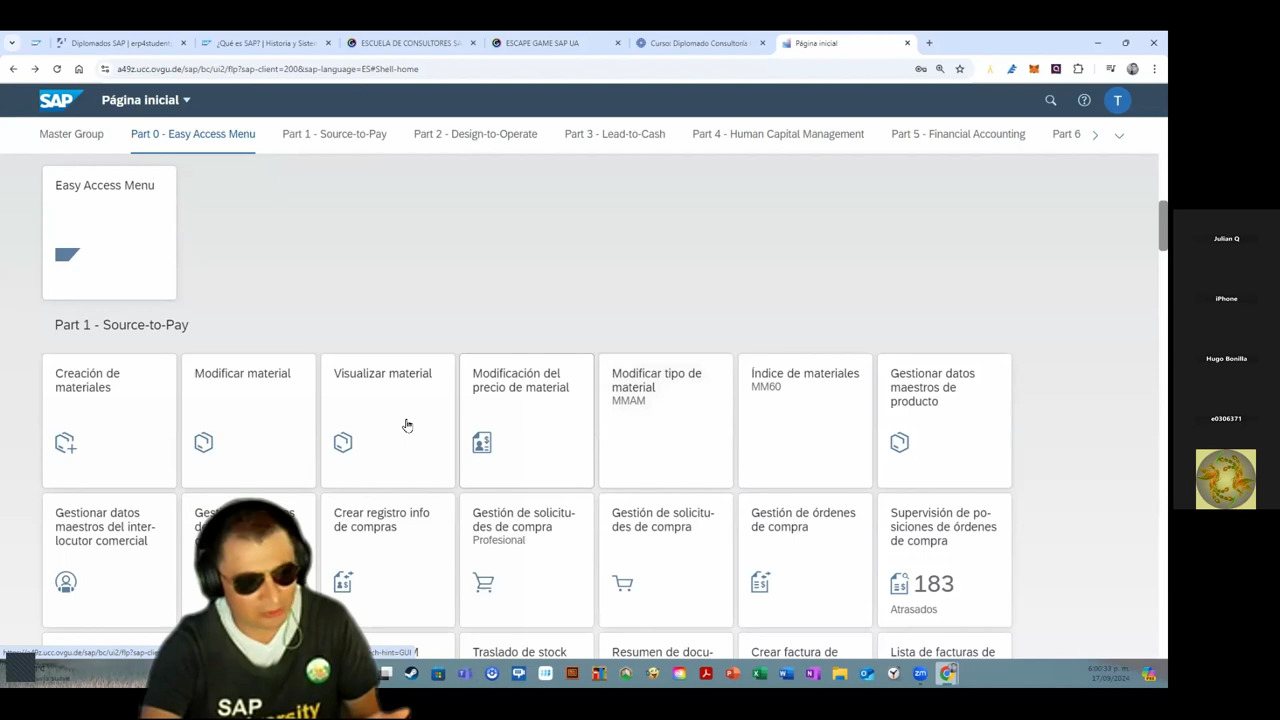 Diplomados SAP | erp4student
¿Qué es SAP? | Historia y Siste
ESCUELA DE CONSULTORES SA
ESCAPE GAME SAP UA
Curso: Diplomado Consultoría
Página inicial
a49z.ucc.ovgu.de/sap/bc/ui2/flp?sap-client=200&sap-language=ES#Shell-home
SAP
Página inicial
T
Master Group
Part 0 - Easy Access Menu
Part 1 - Source-to-Pay
Part 2 - Design-to-Operate
Part 3 - Lead-to-Cash
Part 4 - Human Capital Management
Part 5 - Financial Accounting
Part 6
Easy Access Menu
Part 1 - Source-to-Pay
Creación de
materiales
Modificar material
Visualizar material
Modificación del
precio de material
Modificar tipo de
material
MMAM
Índice de materiales
MM60
Gestionar datos
maestros de
producto
Gestionar datos
maestros del inter-
locutor comercial
Crear registro info
de compras
Gestión de solicitu-
des de compra
Profesional
Gestión de solicitu-
des de compra
Gestión de órdenes
de compra
Supervisión de po-
siciones de órdenes
de compra
183
Atrasados
Traslado de stock
Resumen de docu-
Crear factura de
Lista de facturas de
6:00:33 p. m.
17/09/2024
SAP
Julian Q
iPhone
Hugo Bonilla
e0306371